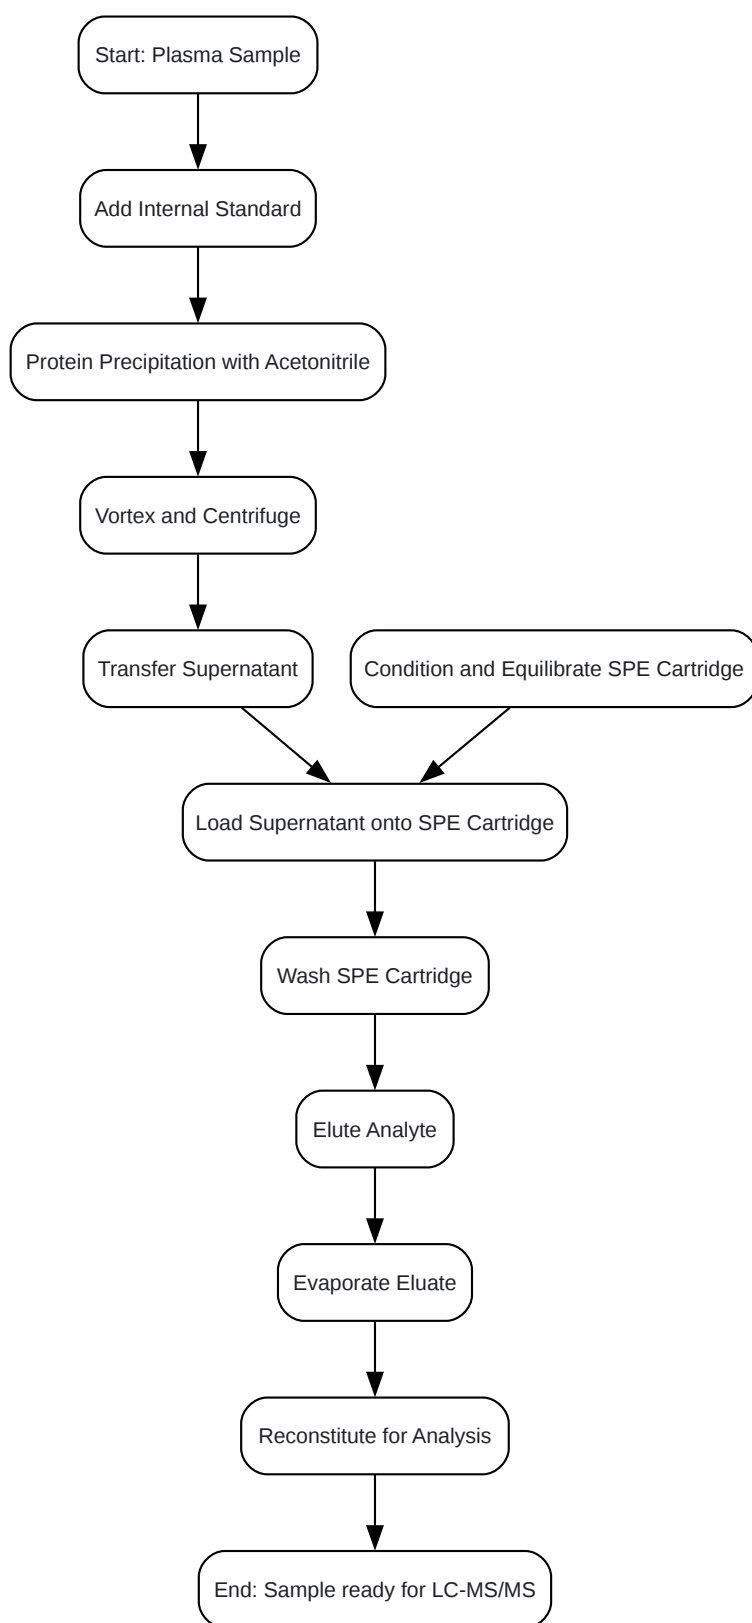 Start: Plasma Sample
Add Internal Standard
Protein Precipitation with Acetonitrile
Vortex and Centrifuge
Transfer Supernatant
Condition and Equilibrate SPE Cartridge
Load Supernatant onto SPE Cartridge
Wash SPE Cartridge
Elute Analyte
Evaporate Eluate
Reconstitute for Analysis
End: Sample ready for LC-MS/MS